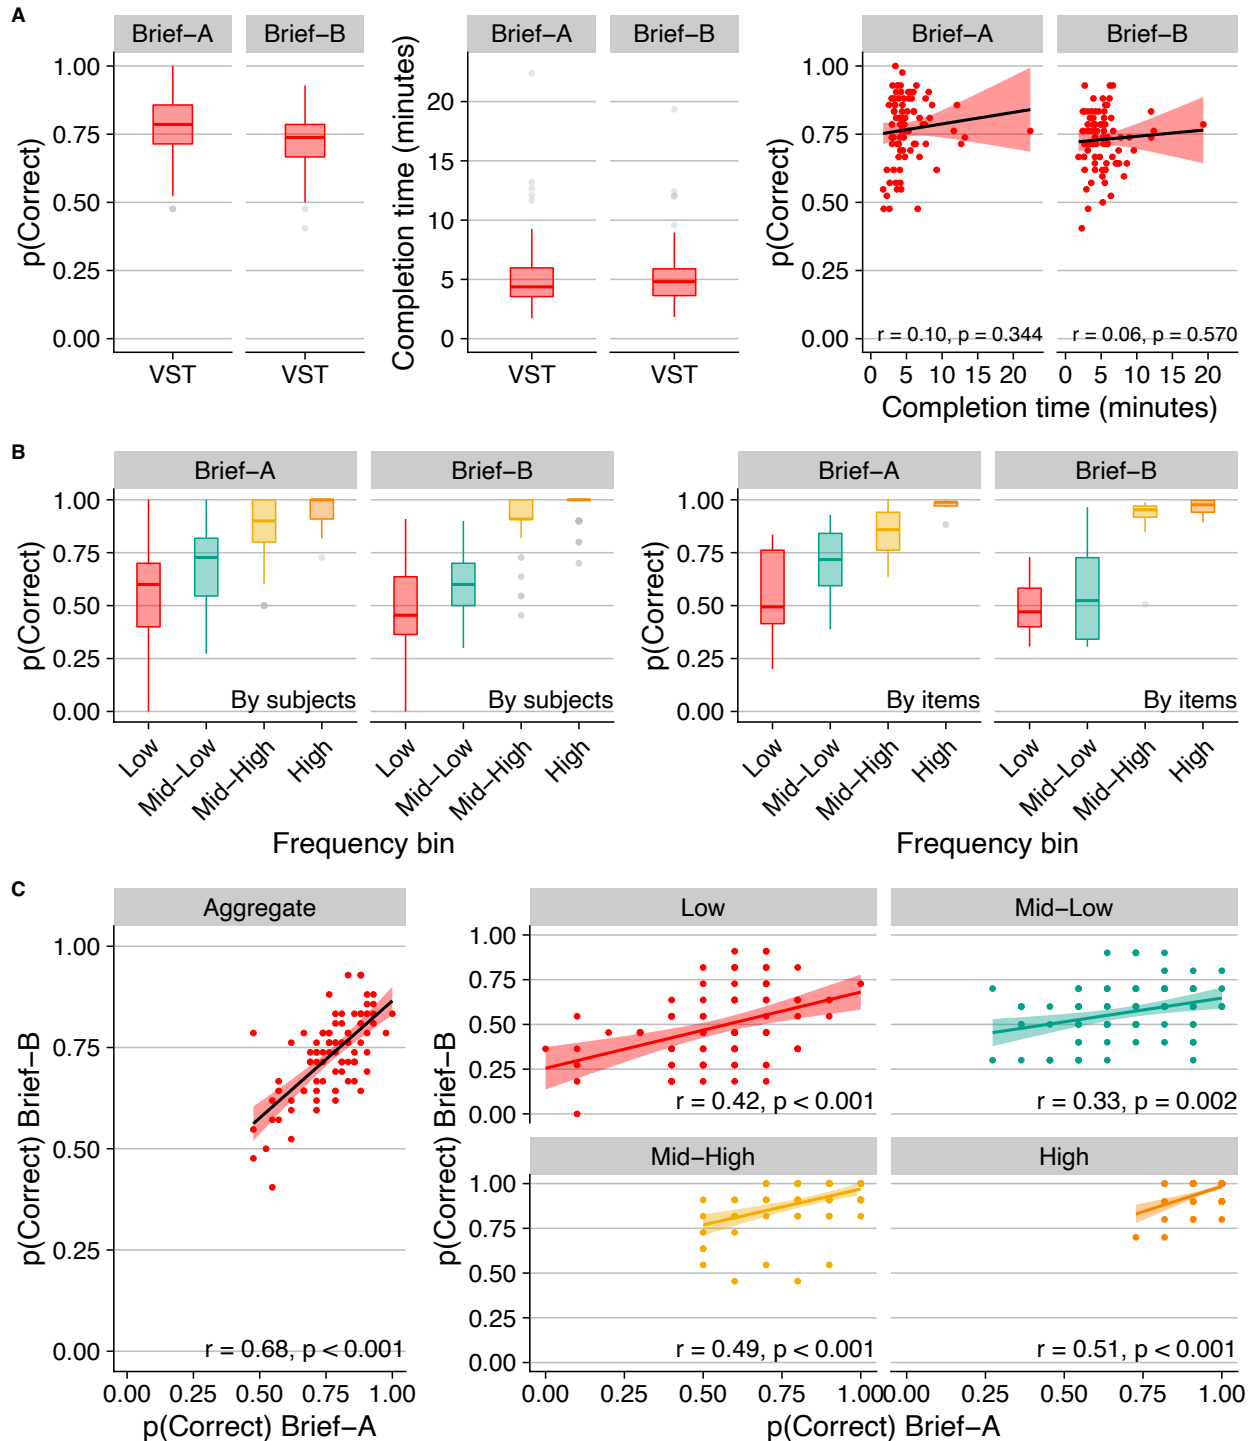 A
Brief−A Brief−B
p(Correct)
1.00
0.75
0.50
0.25
0.00
VST VST
Brief−A Brief−B
Completion time (minutes)
20
15
10
5
0
VST VST
Brief−A Brief−B
p(Correct)
1.00
0.75
0.50
0.25
0.00
r = 0.10, p = 0.344 r = 0.06, p = 0.570
0 5 10 15 20 0 5 10 15 20
Completion time (minutes)
B
Brief−A Brief−B
p(Correct)
1.00
0.75
0.50
0.25
0.00
By subjects By subjects
Low Mid−Low Mid−High High Low Mid−Low Mid−High High
Frequency bin
Brief−A Brief−B
p(Correct)
1.00
0.75
0.50
0.25
0.00
By items By items
Low Mid−Low Mid−High High Low Mid−Low Mid−High High
Frequency bin
C
Aggregate
p(Correct) Brief−B
1.00
0.75
0.50
0.25
0.00
r = 0.68, p < 0.001
0.00 0.25 0.50 0.75 1.00
p(Correct) Brief−A
Low Mid−Low
p(Correct) Brief−B
1.00
0.75
0.50
0.25
0.00
r = 0.42, p < 0.001 r = 0.33, p = 0.002
Mid−High High
1.00
0.75
0.50
0.25
0.00
r = 0.49, p < 0.001 r = 0.51, p < 0.001
0.00 0.25 0.50 0.75 1.00 0.00 0.25 0.50 0.75 1.00
p(Correct) Brief−A